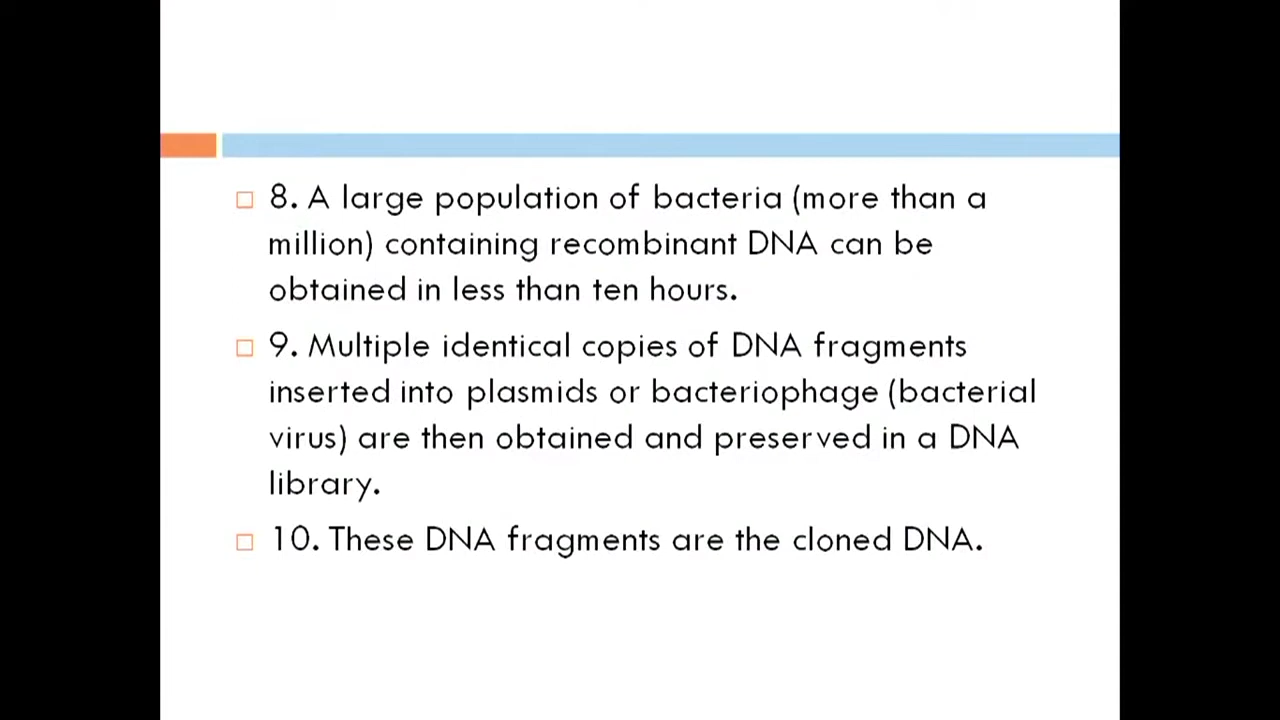 8. A large population of bacteria (more than a
million) containing recombinant DNA can be
obtained in less than ten hours.
9. Multiple identical copies of DNA fragments
inserted into plasmids or bacteriophage (bacterial
virus) are then obtained and preserved in a DNA
library.
10. These DNA fragments are the cloned DNA.